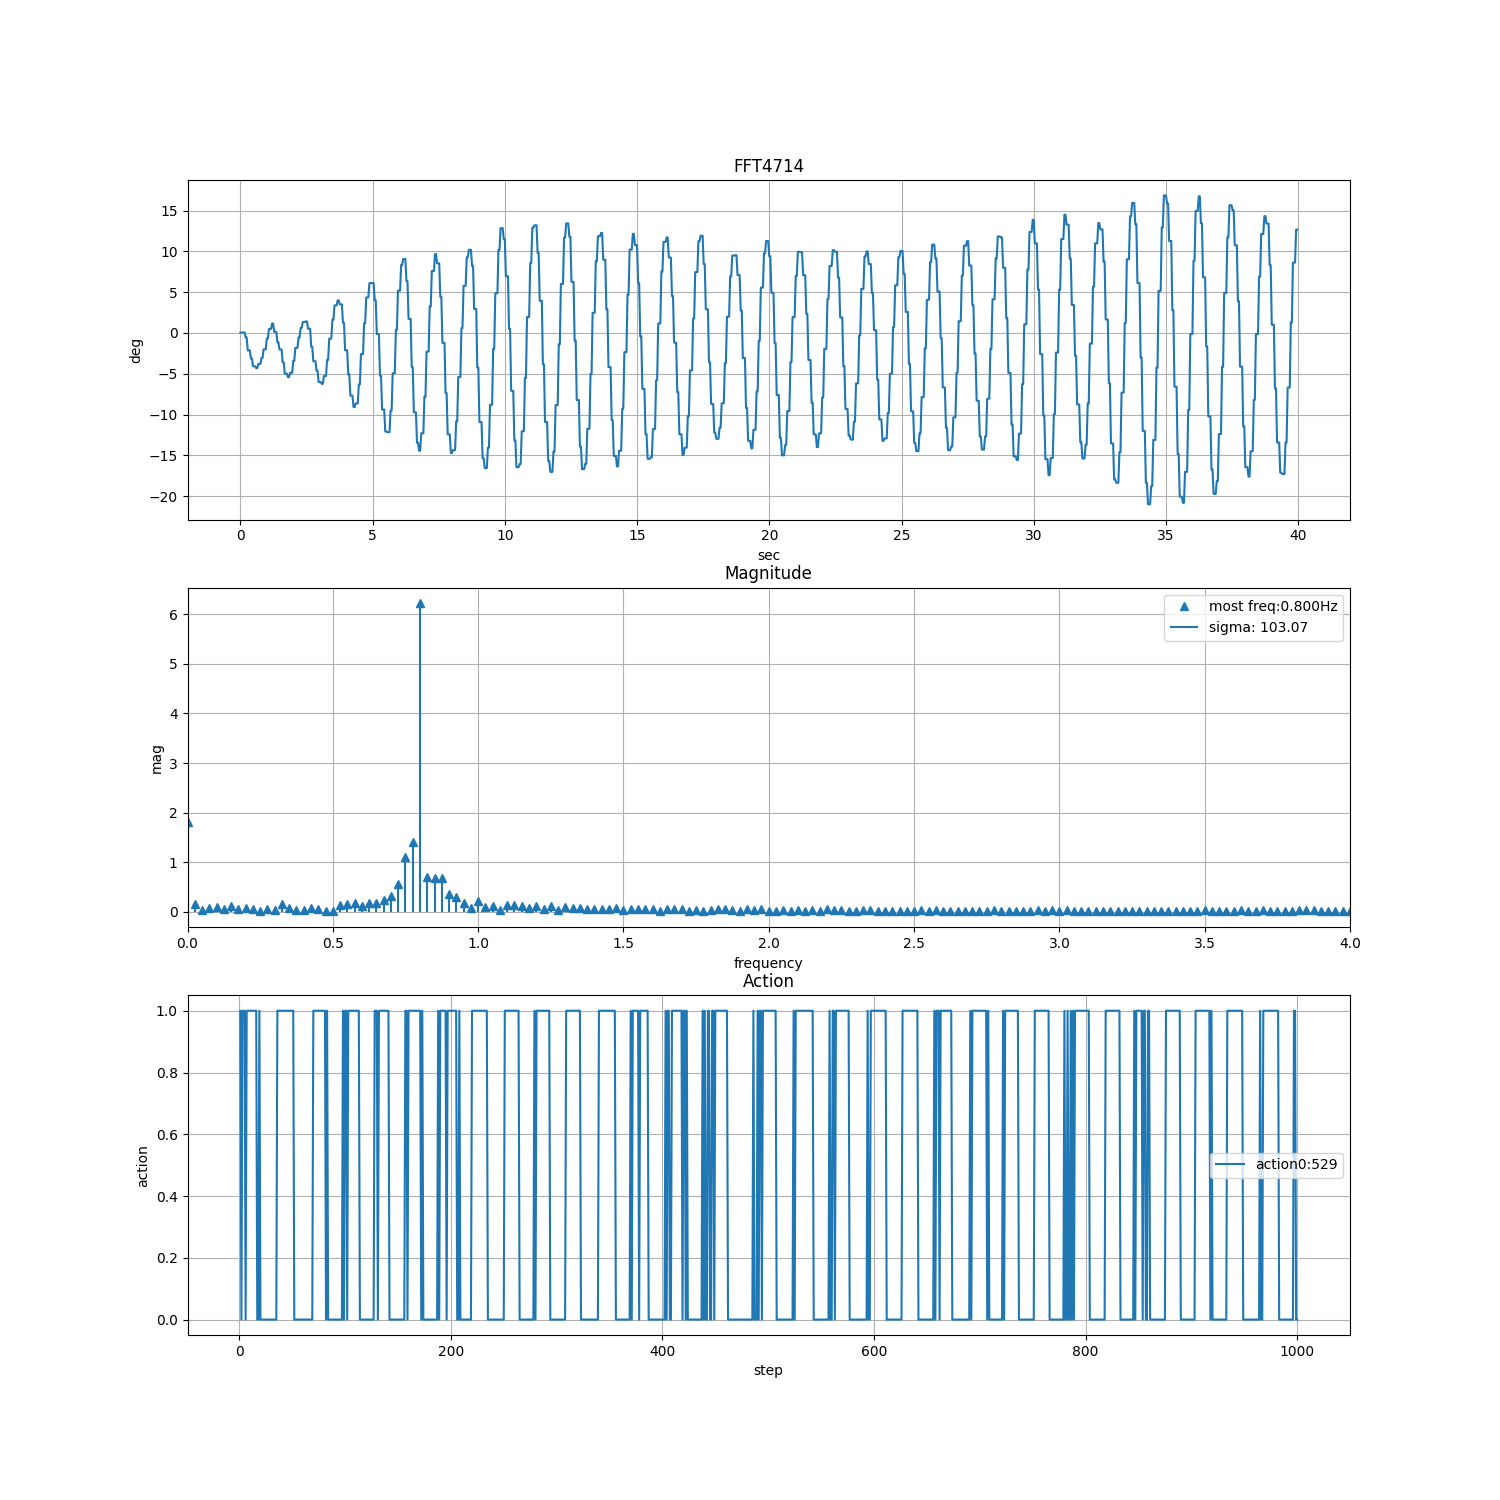 FFT4714
15
10
5
0
−5
−10
−15
−20
deg
0 5 10 15 20 25 30 35 40
sec
Magnitude
most freq:0.800Hz
sigma: 103.07
6
5
4
3
2
1
0
mag
0.0 0.5 1.0 1.5 2.0 2.5 3.0 3.5 4.0
frequency
Action
1.0
0.8
0.6
0.4
0.2
0.0
action
action0:529
0 200 400 600 800 1000
step